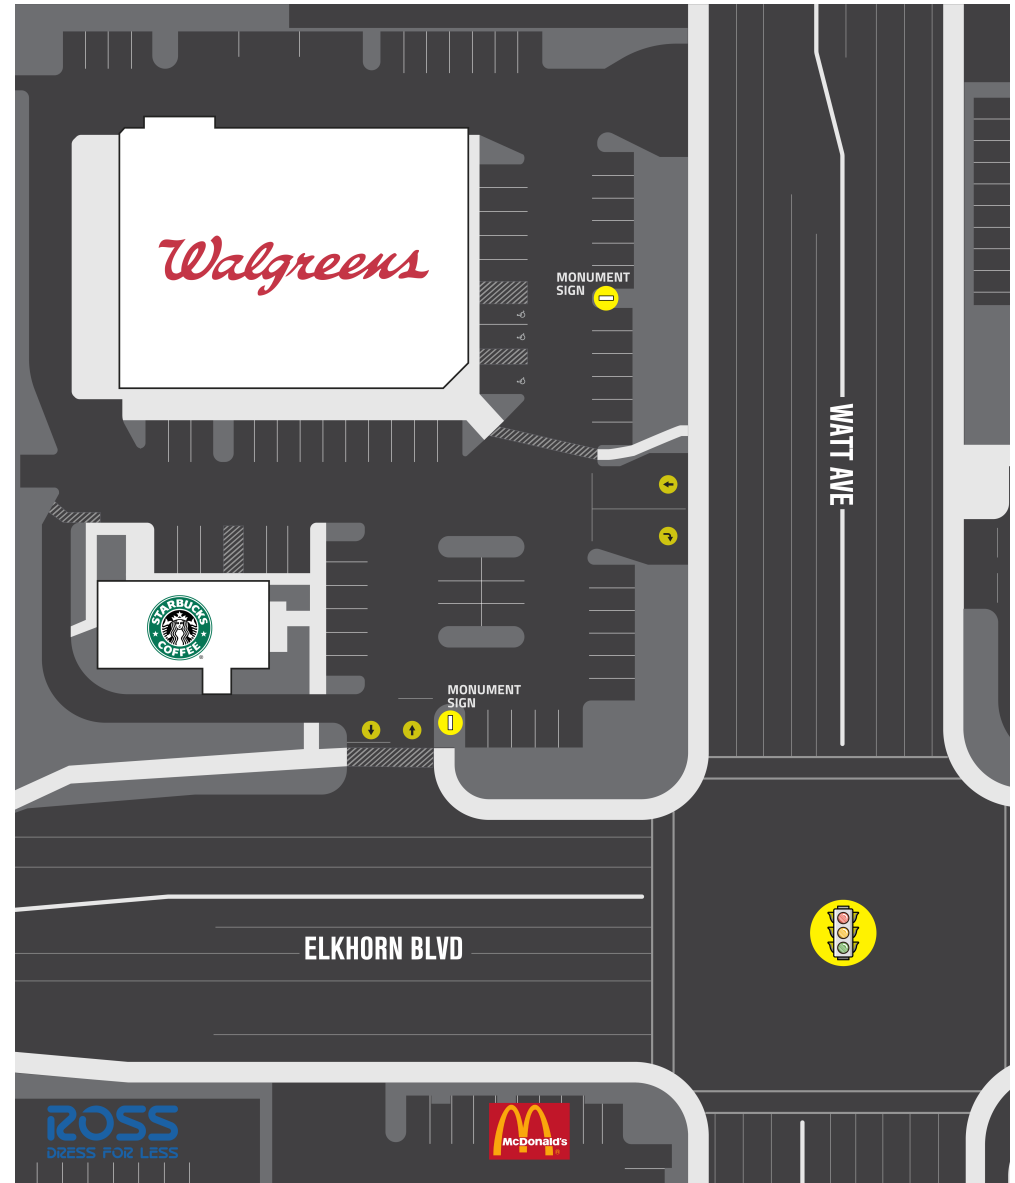 Walgreens
MONUMENT
SIGN
WATT AVE
STARBUCKS
COFFEE
®
MONUMENT
SIGN
ELKHORN BLVD
ROSS
DRESS FOR LESS
McDonald's
®